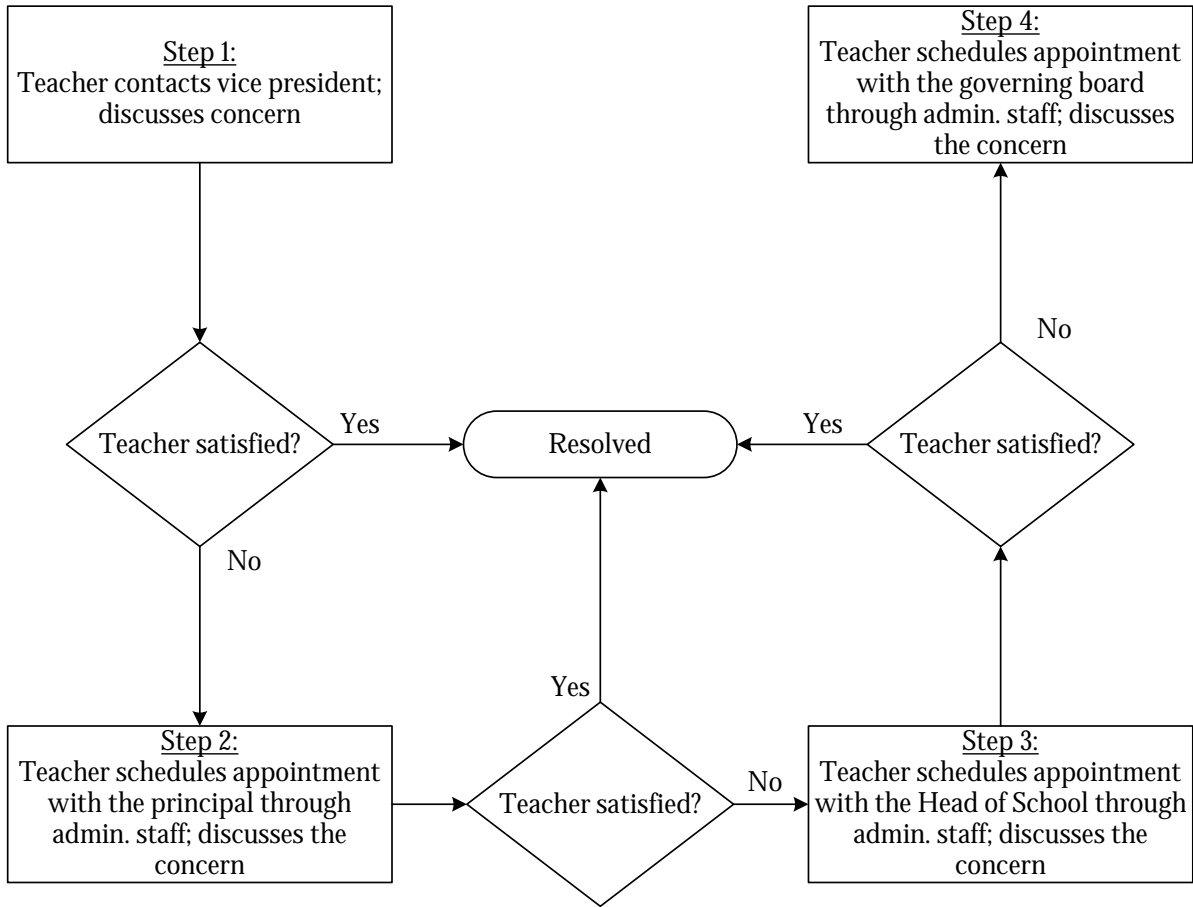 Step 1:
Teacher contacts vice president;
discusses concern
Teacher satisfied?
Yes
No
Step 2:
Teacher schedules appointment
with the principal through
admin. staff; discusses the
concern
Teacher satisfied?
Yes
No
Step 3:
Teacher schedules appointment
with the Head of School through
admin. staff; discusses the
concern
Teacher satisfied?
Yes
No
Step 4:
Teacher schedules appointment
with the governing board
through admin. staff; discusses
the concern
Resolved